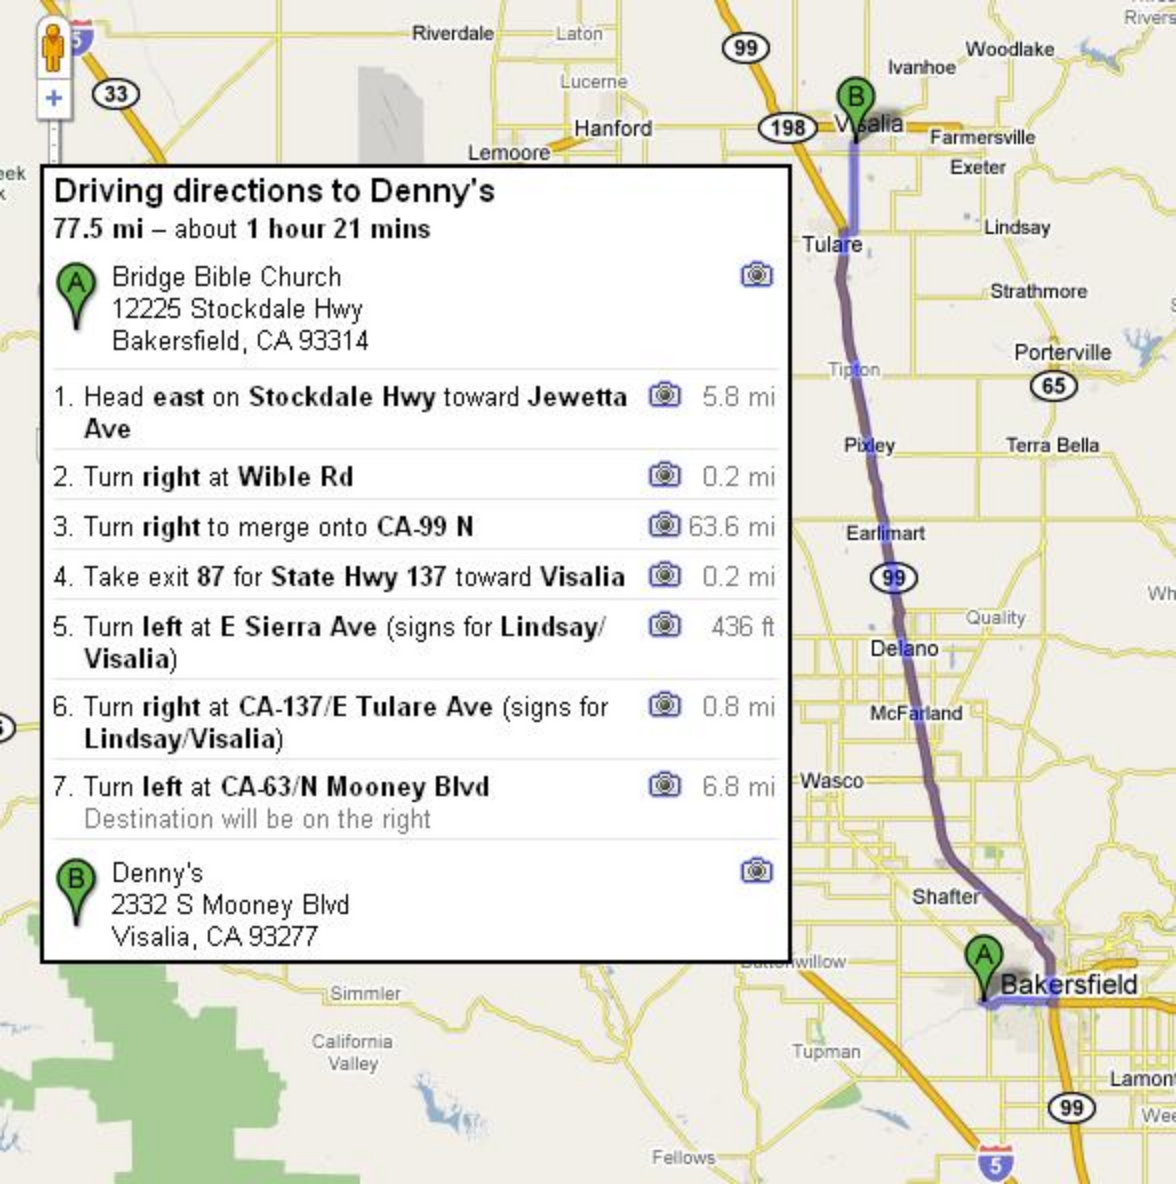 Driving directions to Denny's
77.5 mi – about 1 hour 21 mins
A
Bridge Bible Church
12225 Stockdale Hwy
Bakersfield, CA 93314
1. Head east on Stockdale Hwy toward Jewetta 5.8 mi
Ave
2. Turn right at Wible Rd 0.2 mi
3. Turn right to merge onto CA-99 N 63.6 mi
4. Take exit 87 for State Hwy 137 toward Visalia 0.2 mi
5. Turn left at E Sierra Ave (signs for Lindsay/ 436 ft
Visalia)
6. Turn right at CA-137/E Tulare Ave (signs for 0.8 mi
Lindsay/Visalia)
7. Turn left at CA-63/N Mooney Blvd 6.8 mi
Destination will be on the right
B
Denny's
2332 S Mooney Blvd
Visalia, CA 93277
5
33
+
Riverdale
Laton
99
Woodlake
Rivers
Ivanhoe
Lucerne
B
Hanford
198
Visalia
Farmersville
Lemoore
Exeter
eek
Lindsay
Tulare
Strathmore
Porterville
Tipton
65
Pixley
Terra Bella
Earlimart
99
Wh
Quality
Delano
McFarland
Wasco
Shafter
A
Buttonwillow
Bakersfield
Simmler
California
Valley
Tupman
Lamont
99
Wee
Fellows
5